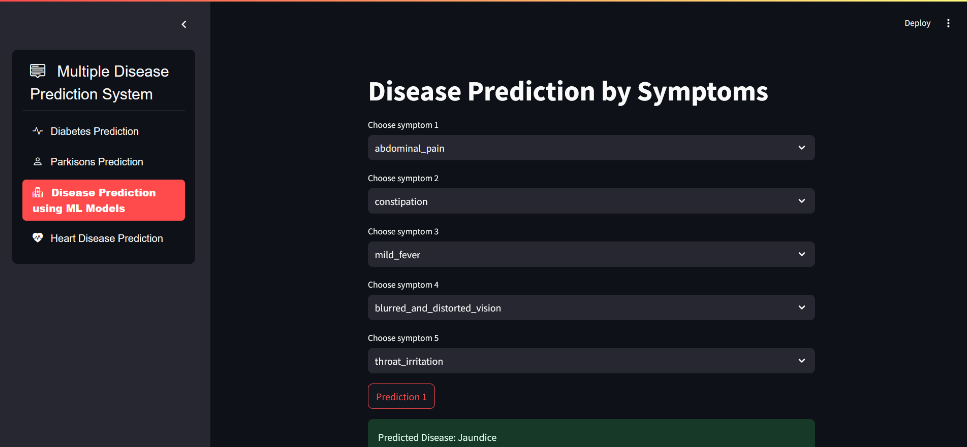 Deploy
Multiple Disease
Prediction System
Diabetes Prediction
Parkisons Prediction
Disease Prediction
using ML Models
Heart Disease Prediction
Disease Prediction by Symptoms
Choose symptom 1
abdominal_pain
Choose symptom 2
constipation
Choose symptom 3
mild_fever
Choose symptom 4
blurred_and_distorted_vision
Choose symptom 5
throat_irritation
Prediction 1
Predicted Disease: Jaundice